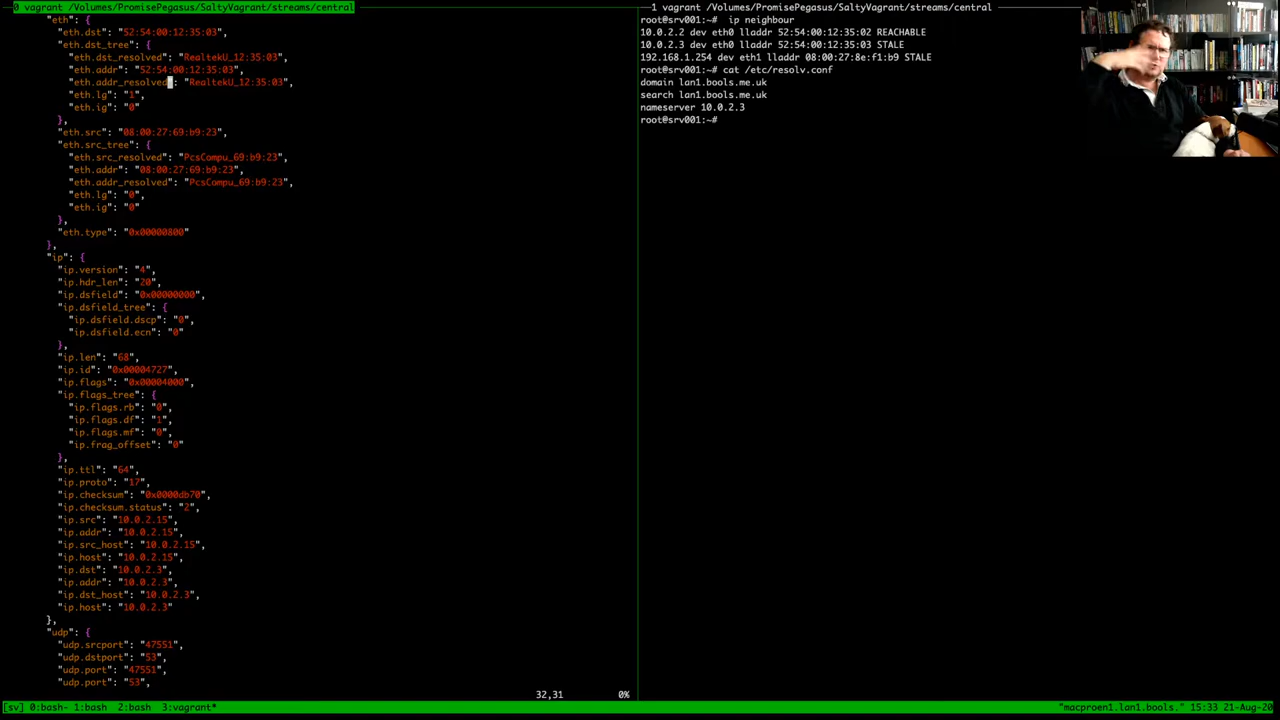 0 vagrant /Volumes/PromisePegasus/SaltyVagrant/streams/central
"eth": {
"eth.dst": "52:54:00:12:35:03",
"eth.dst_tree": {
"eth.dst_resolved": "RealtekU_12:35:03",
"eth.addr": "52:54:00:12:35:03",
"eth.addr_resolved": "RealtekU_12:35:03",
"eth.lg": "1",
"eth.ig": "0"
},
"eth.src": "08:00:27:69:b9:23",
"eth.src_tree": {
"eth.src_resolved": "PcsCompu_69:b9:23",
"eth.addr": "08:00:27:69:b9:23",
"eth.addr_resolved": "PcsCompu_69:b9:23",
"eth.lg": "0",
"eth.ig": "0"
},
"eth.type": "0x00000800"
},
"ip": {
"ip.version": "4",
"ip.hdr_len": "20",
"ip.dsfield": "0x00000000",
"ip.dsfield_tree": {
"ip.dsfield.dscp": "0",
"ip.dsfield.ecn": "0"
},
"ip.len": "68",
"ip.id": "0x00004727",
"ip.flags": "0x00004000",
"ip.flags_tree": {
"ip.flags.rb": "0",
"ip.flags.df": "1",
"ip.flags.mf": "0",
"ip.frag_offset": "0"
},
"ip.ttl": "64",
"ip.proto": "17",
"ip.checksum": "0x0000db70",
"ip.checksum.status": "2",
"ip.src": "10.0.2.15",
"ip.addr": "10.0.2.15",
"ip.src_host": "10.0.2.15",
"ip.host": "10.0.2.15",
"ip.dst": "10.0.2.3",
"ip.addr": "10.0.2.3",
"ip.dst_host": "10.0.2.3",
"ip.host": "10.0.2.3"
},
"udp": {
"udp.srcport": "47551",
"udp.dstport": "53",
"udp.port": "47551",
"udp.port": "53",
32,31 0%
1 vagrant /Volumes/PromisePegasus/SaltyVagrant/streams/central
root@srv001:~# ip neighbour
10.0.2.2 dev eth0 lladdr 52:54:00:12:35:02 REACHABLE
10.0.2.3 dev eth0 lladdr 52:54:00:12:35:03 STALE
192.168.1.254 dev eth1 lladdr 08:00:27:8e:f1:b9 STALE
root@srv001:~# cat /etc/resolv.conf
domain lan1.bools.me.uk
search lan1.bools.me.uk
nameserver 10.0.2.3
root@srv001:~#
[sv] 0:bash- 1:bash 2:bash 3:vagrant* "macproen1.lan1.bools." 15:33 21-Aug-20